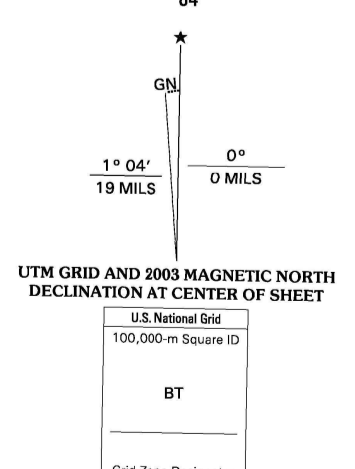 GN
1° 04′
19 MILS
0°
0 MILS
UTM GRID AND 2003 MAGNETIC NORTH
DECLINATION AT CENTER OF SHEET
U.S. National Grid
100,000-m Square ID
BT